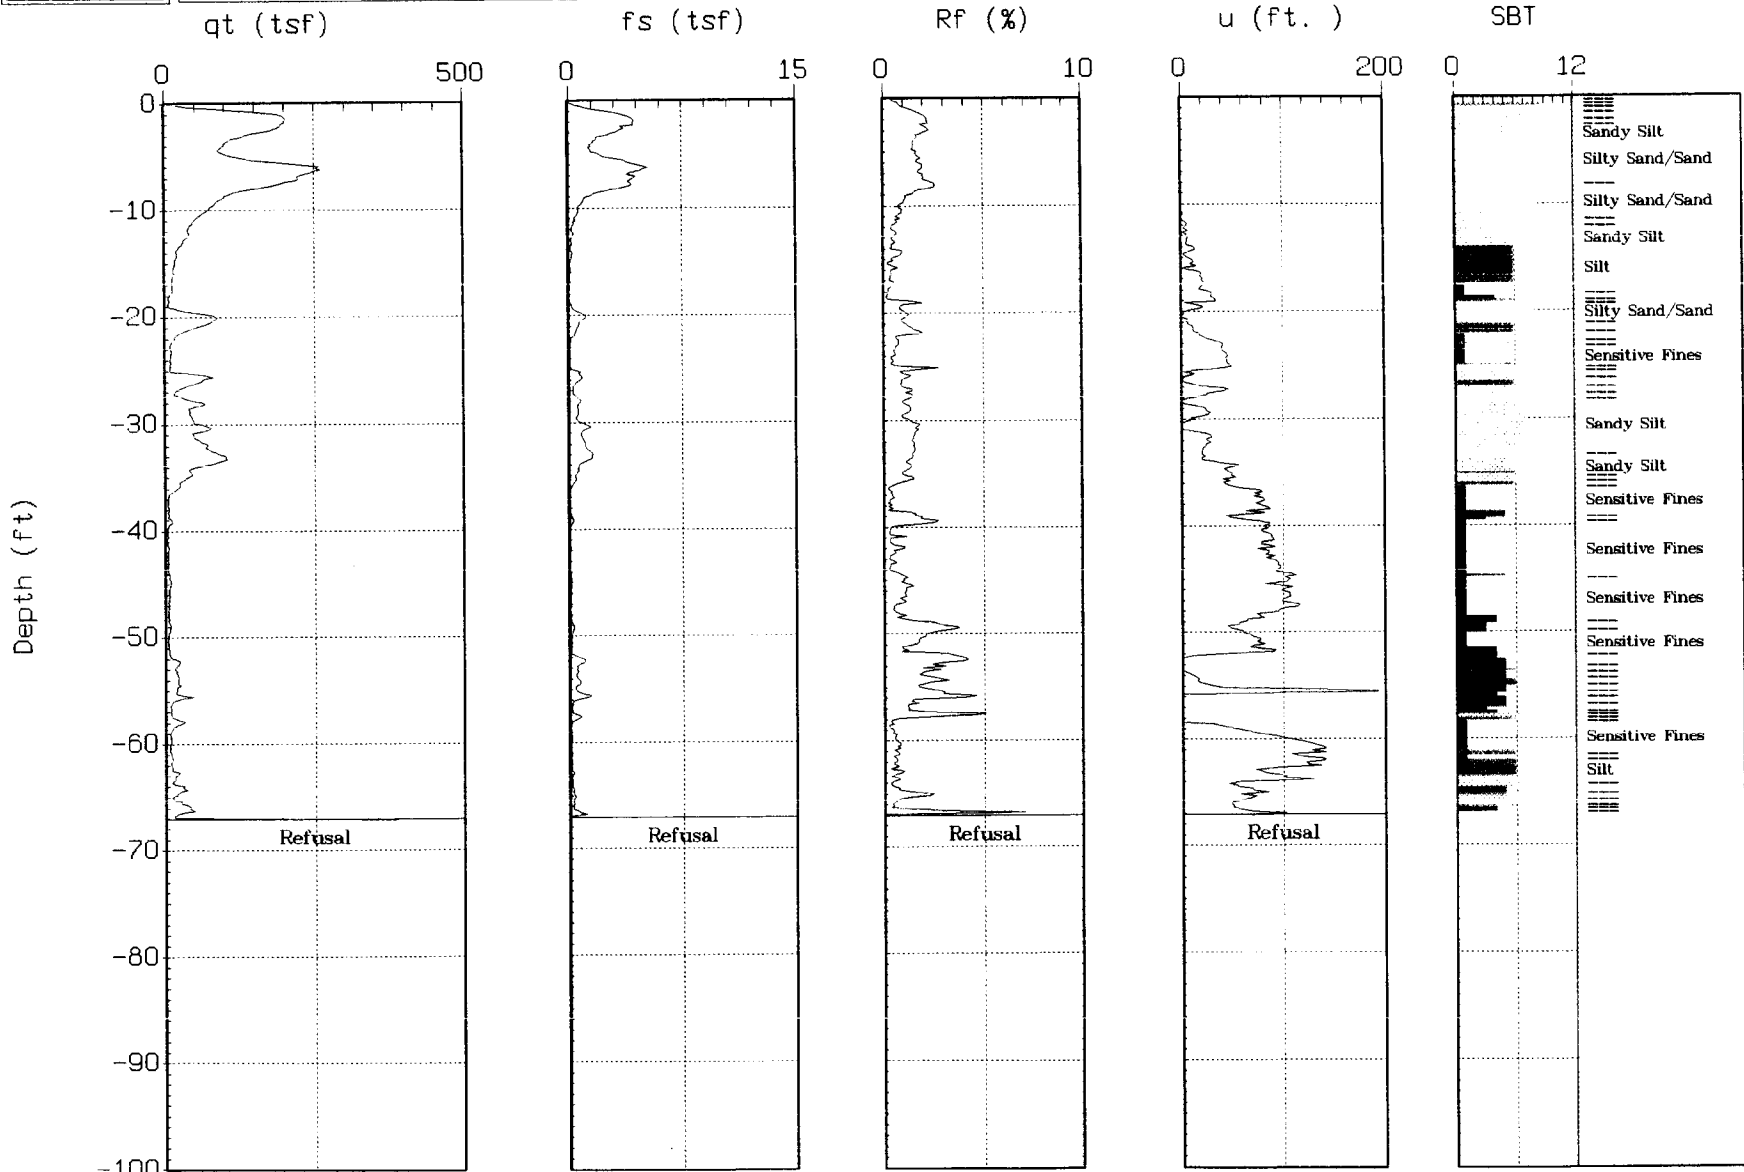 qt (tsf) fs (tsf) Rf (%) u (ft. ) SBT
0 500 0 15 0 10 0 200 0 12
0
-10
-20
-30
-40
-50
-60
-70
-80
-90
-100
Depth (ft)
Sandy Silt
Silty Sand/Sand
Silty Sand/Sand
Sandy Silt
Silt
Silty Sand/Sand
Sensitive Fines
Sandy Silt
Sandy Silt
Sensitive Fines
Sensitive Fines
Sensitive Fines
Sensitive Fines
Sensitive Fines
Silt
Refusal Refusal Refusal Refusal